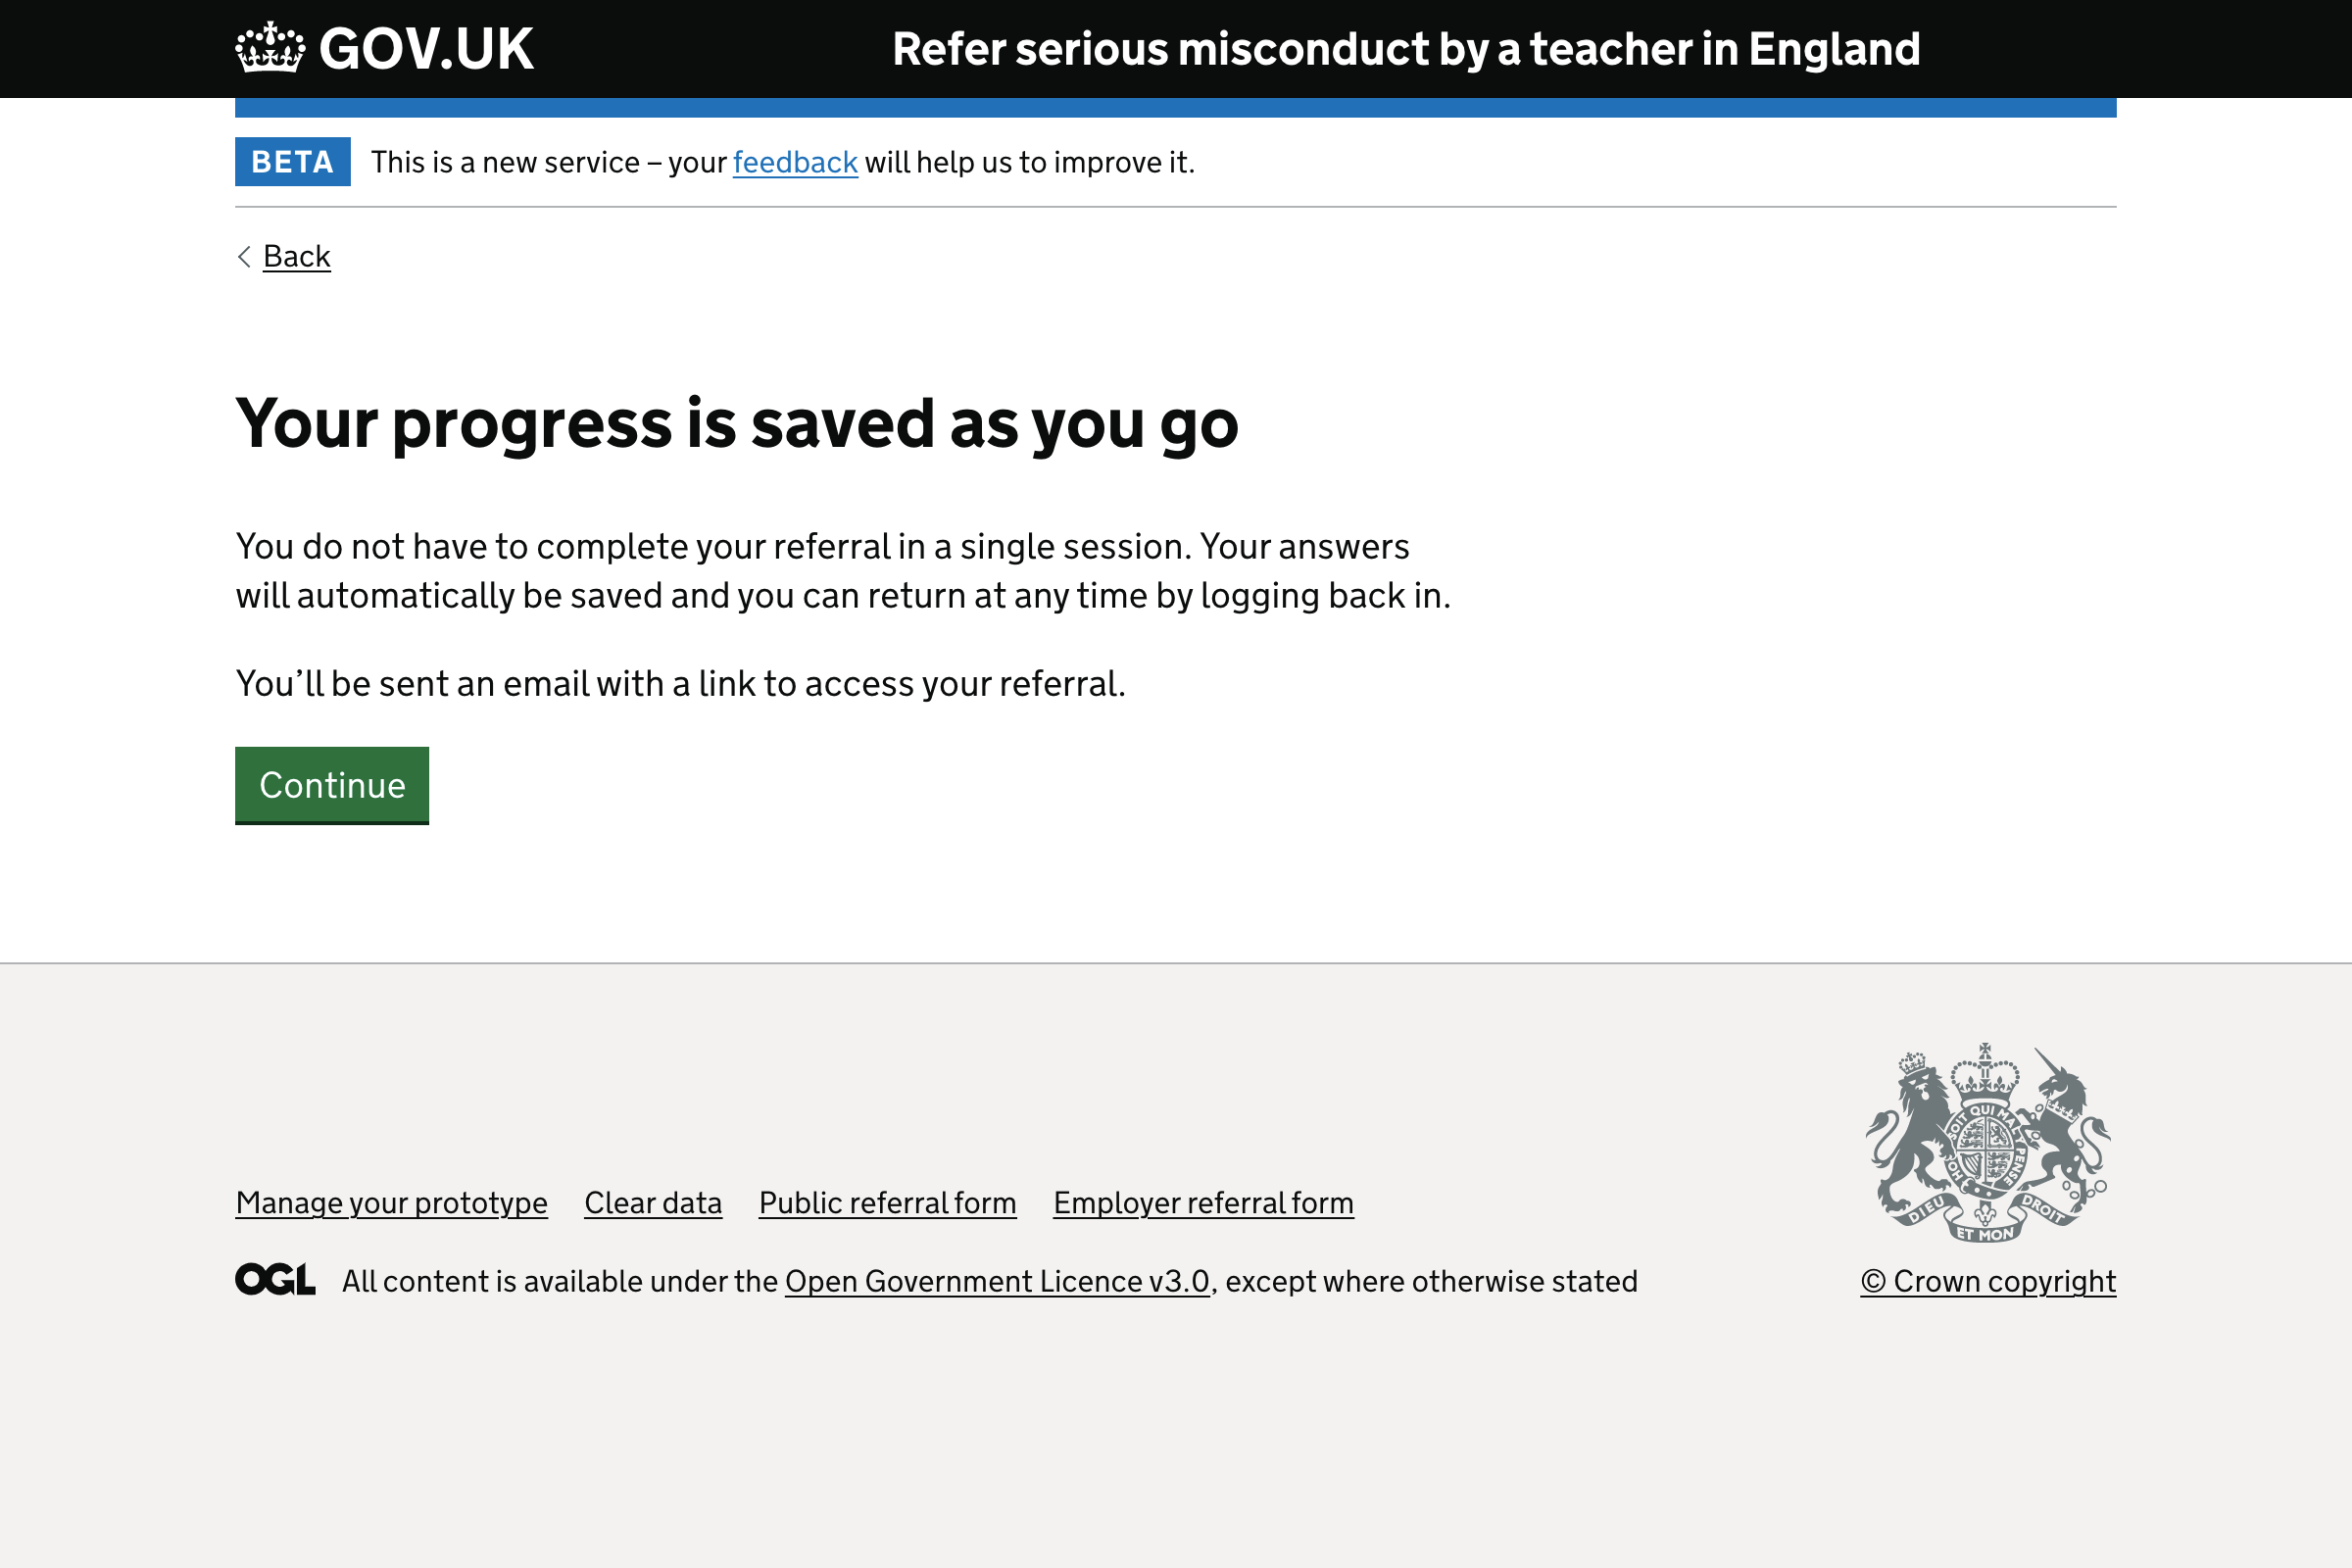 GOV.UK
Refer serious misconduct by a teacher in England
BETA This is a new service – your feedback will help us to improve it.
Back
Your progress is saved as you go
You do not have to complete your referral in a single session. Your answers
will automatically be saved and you can return at any time by logging back in.
You’ll be sent an email with a link to access your referral.
Continue
Manage your prototype Clear data Public referral form Employer referral form
OGL All content is available under the Open Government Licence v3.0, except where otherwise stated
SOIT QUI MAL Y PENSE
DIEU ET MON DROIT
© Crown copyright